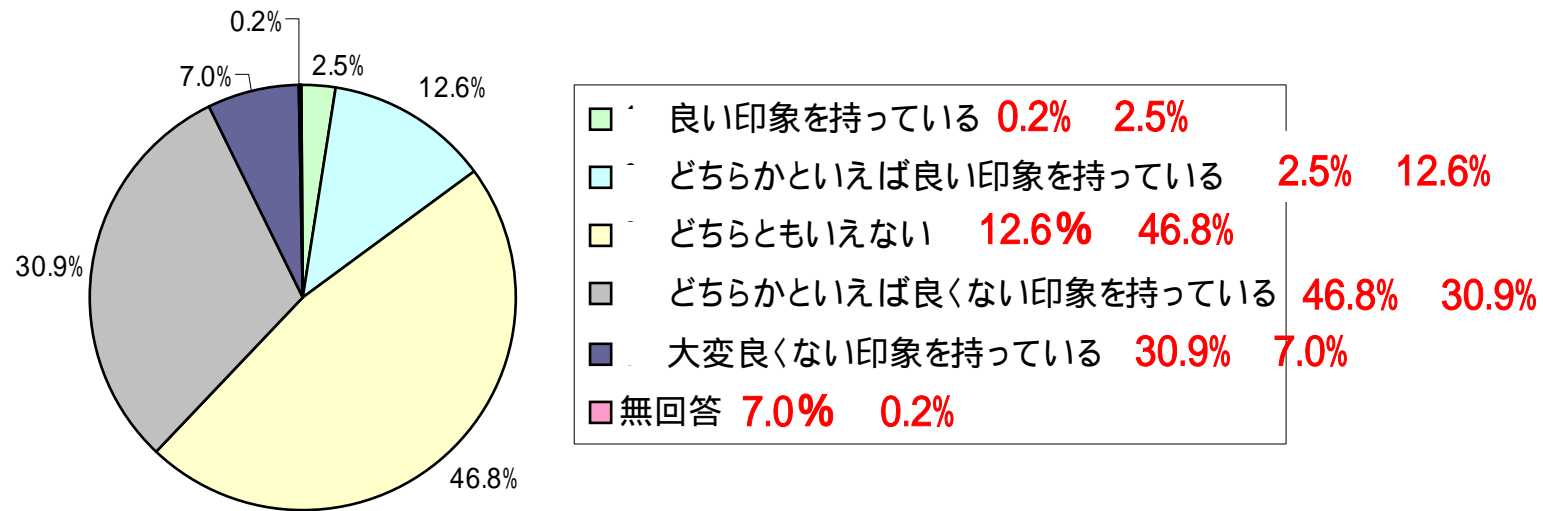 0.2%
7.0%
2.5%
12.6%
30.9%
46.8%
良い印象を持っている 0.2% 2.5%
どちらかといえば良い印象を持っている 2.5% 12.6%
どちらともいえない 12.6% 46.8%
どちらかといえば良くない印象を持っている 46.8% 30.9%
大変良くない印象を持っている 30.9% 7.0%
無回答 7.0% 0.2%